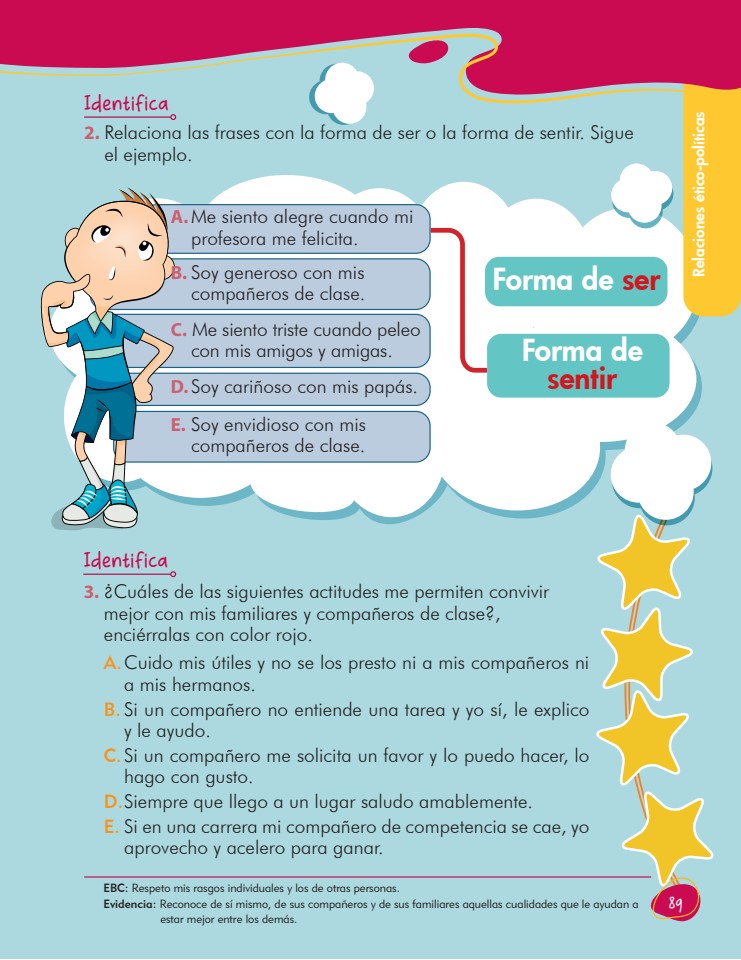 Relaciones ético-políticas
Identifica
2. Relaciona las frases con la forma de ser o la forma de sentir. Sigue
el ejemplo.
A. Me siento alegre cuando mi
profesora me felicita.
B. Soy generoso con mis
compañeros de clase.
C. Me siento triste cuando peleo
con mis amigos y amigas.
D. Soy cariñoso con mis papás.
E. Soy envidioso con mis
compañeros de clase.
Forma de ser
Forma de
sentir
Identifica
3. ¿Cuáles de las siguientes actitudes me permiten convivir
mejor con mis familiares y compañeros de clase?,
enciérralas con color rojo.
A. Cuido mis útiles y no se los presto ni a mis compañeros ni
a mis hermanos.
B. Si un compañero no entiende una tarea y yo sí, le explico
y le ayudo.
C. Si un compañero me solicita un favor y lo puedo hacer, lo
hago con gusto.
D. Siempre que llego a un lugar saludo amablemente.
E. Si en una carrera mi compañero de competencia se cae, yo
aprovecho y acelero para ganar.
EBC: Respeto mis rasgos individuales y los de otras personas.
Evidencia: Reconoce de sí mismo, de sus compañeros y de sus familiares aquellas cualidades que le ayudan a
estar mejor entre los demás.
89